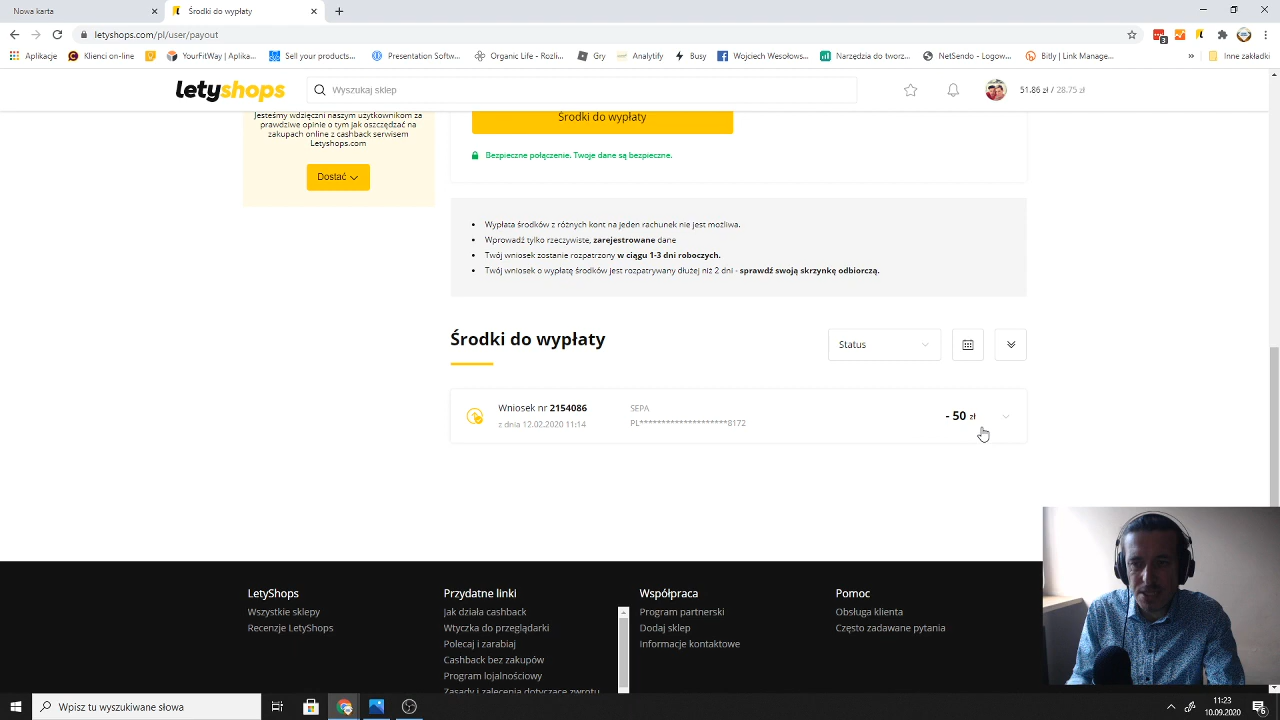 Nowa karta
Środki do wypłaty
letyshops.com/pl/user/payout
3
Aplikacje
Klienci on-line
Sell your products...
Presentation Softw...
Organic Life - Rozli...
Gry
Analytify
Busy
Wojciech Wesołows...
Narzędzia do tworz...
NetSendo - Logow...
Bitly | Link Manage...
»
Inne zakładki
letyshops
Wyszukaj sklep
51.86 zł / 28.75 zł
Jesteśmy wdzięczni naszym użytkownikom za
prawdziwe opinie o tym jak oszczędzać na
zakupach online z cashback serwisem
Letyshops.com
Dostać
Środki do wypłaty
Bezpieczne połączenie. Twoje dane są bezpieczne.
• Wypłata środków z różnych kont na jeden rachunek nie jest możliwa.
• Wprowadź tylko rzeczywiste, zarejestrowane dane
• Twój wniosek zostanie rozpatrzony w ciągu 1-3 dni roboczych.
• Twój wniosek o wypłatę środków jest rozpatrywany dłużej niż 2 dni - sprawdź swoją skrzynkę odbiorczą.
Środki do wypłaty
Status
Wniosek nr 2154086
z dnia 12.02.2020 11:14
SEPA
PL********************8172
- 50 zł
LetyShops
Wszystkie sklepy
Recenzje LetyShops
Przydatne linki
Jak działa cashback
Wtyczka do przeglądarki
Polecaj i zarabiaj
Cashback bez zakupów
Program lojalnościowy
Zasady i zalecenia dotyczące zwrotu
Współpraca
Program partnerski
Dodaj sklep
Informacje kontaktowe
Pomoc
Obsługa klienta
Często zadawane pytania
Wpisz tu wyszukiwane słowa
11:23
10.09.2020